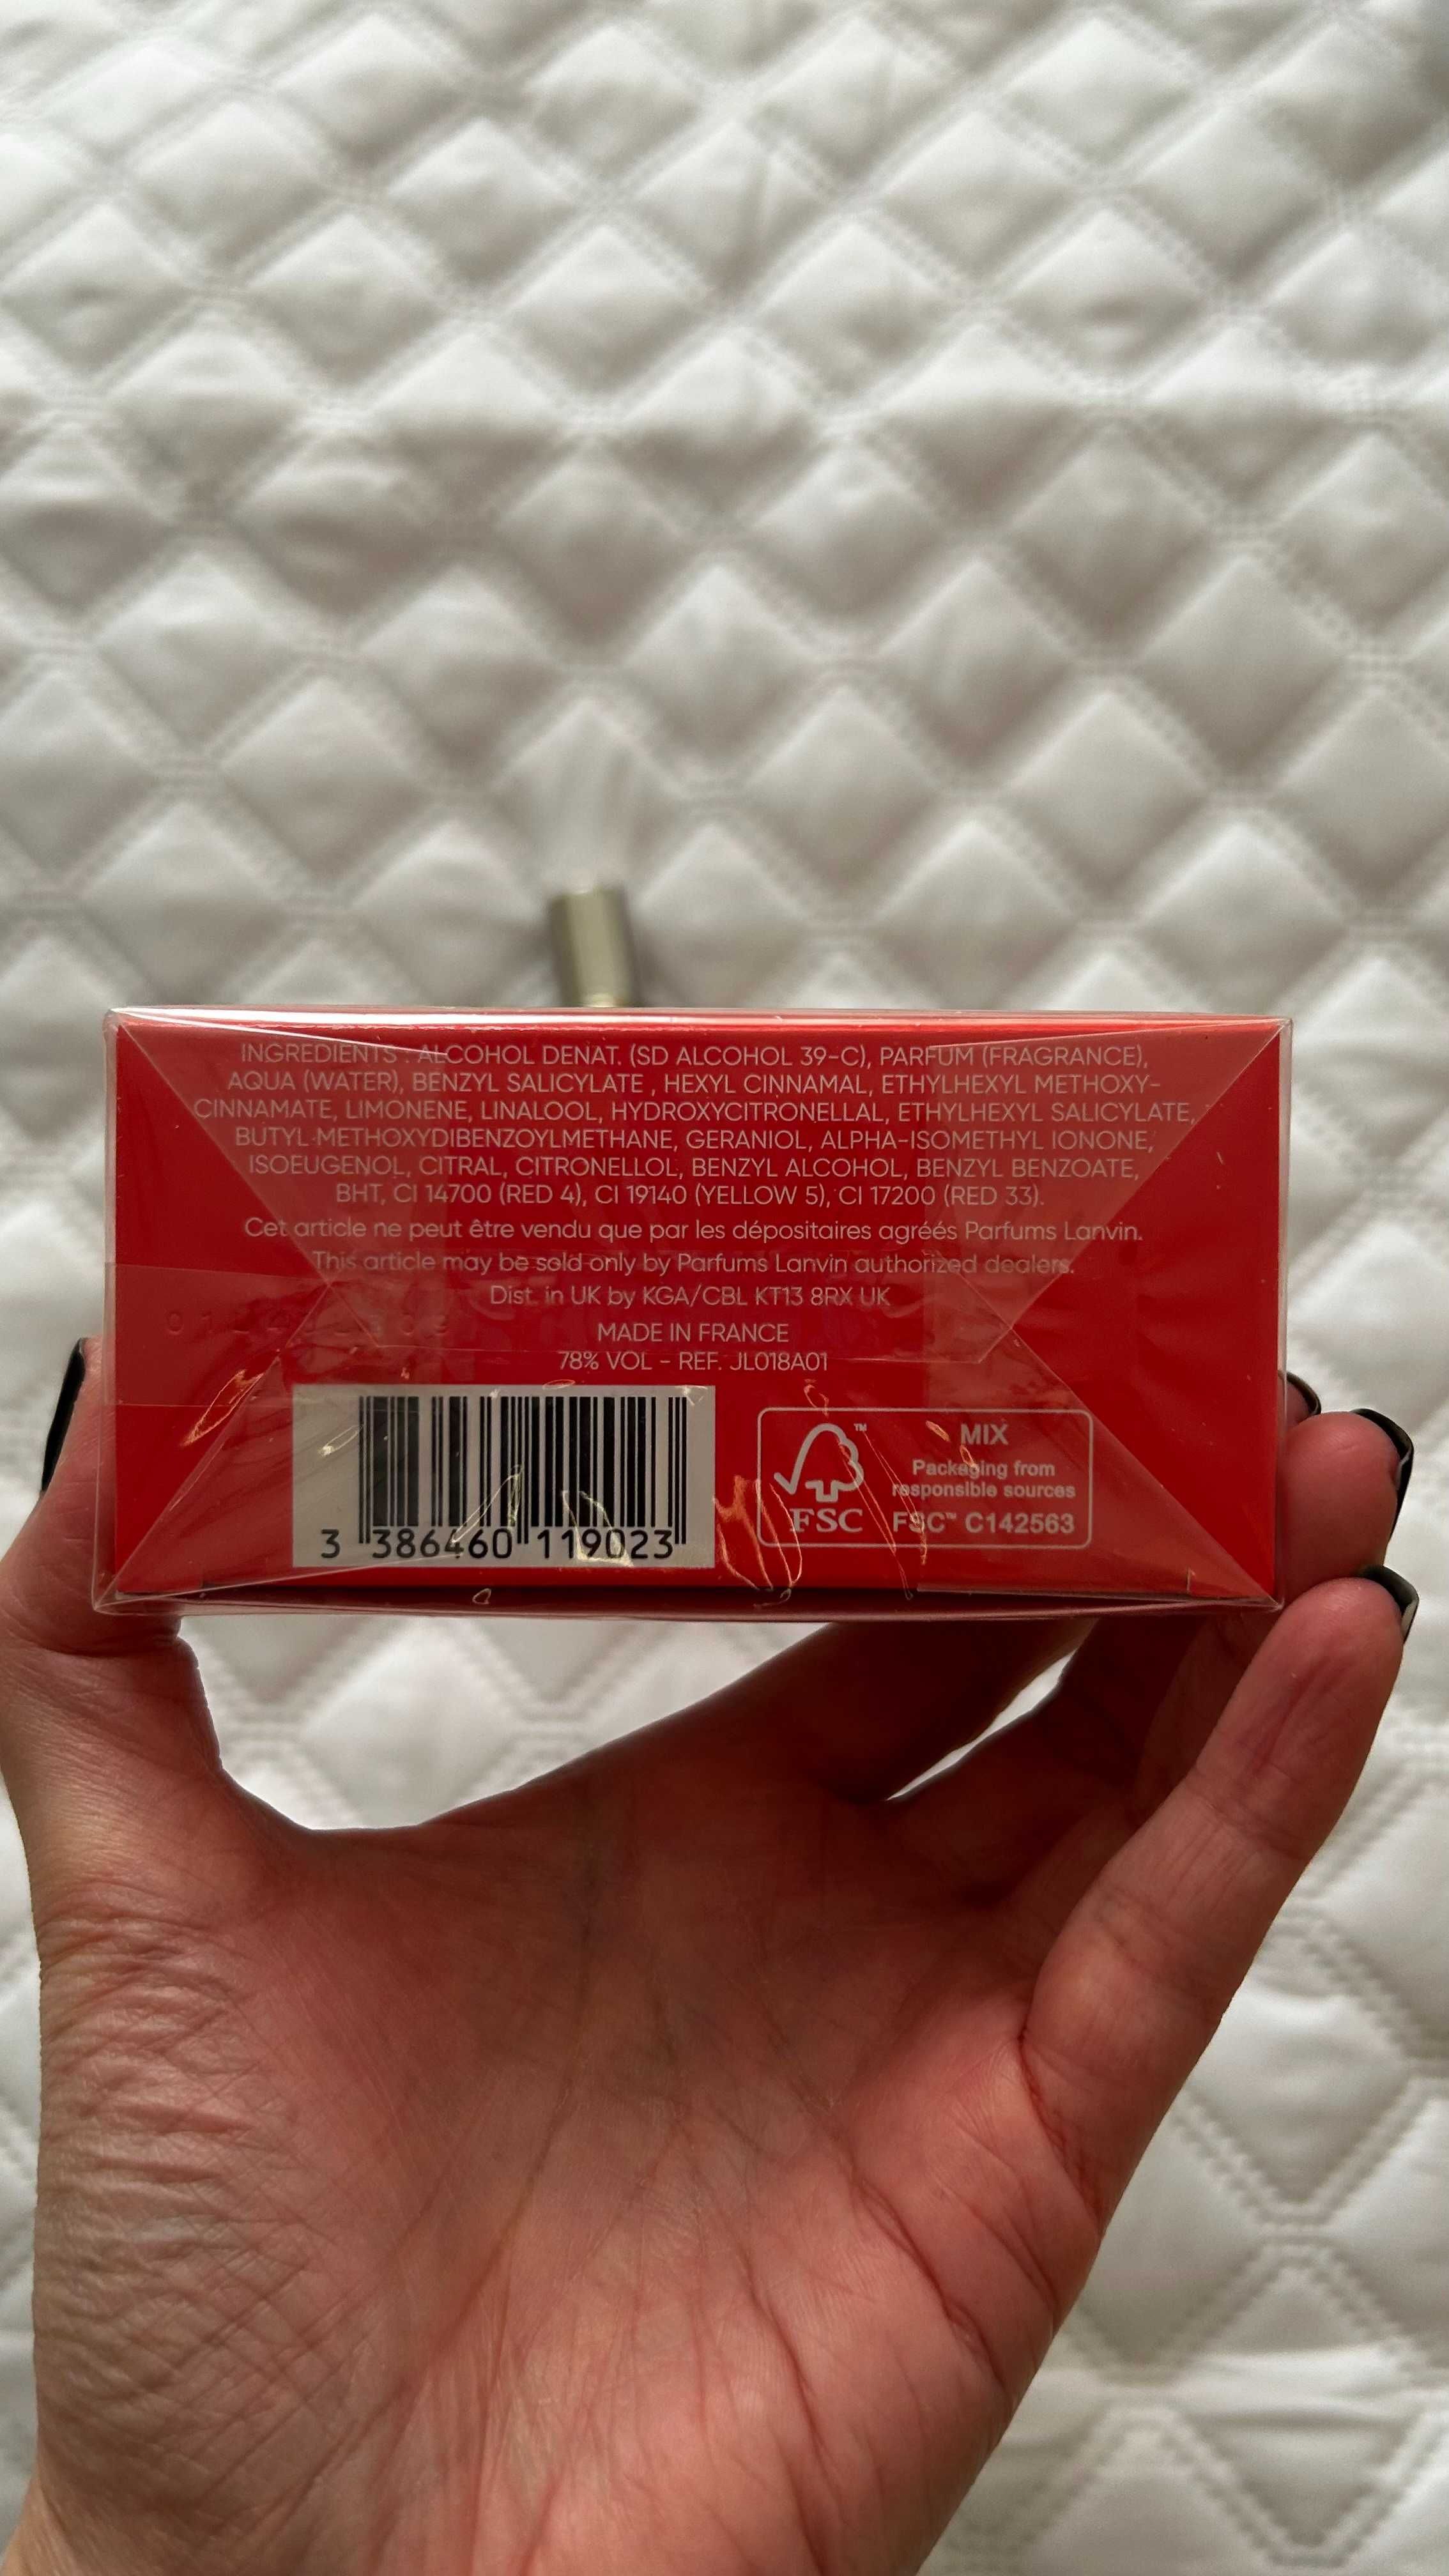 INGREDIENTS : ALCOHOL DENAT. (SD ALCOHOL 39-C), PARFUM (FRAGRANCE),
AQUA (WATER), BENZYL SALICYLATE , HEXYL CINNAMAL, ETHYLHEXYL METHOXY-
CINNAMATE, LIMONENE, LINALOOL, HYDROXYCITRONELLAL, ETHYLHEXYL SALICYLATE,
BUTYL METHOXYDIBENZOYLMETHANE, GERANIOL, ALPHA-ISOMETHYL IONONE,
ISOEUGENOL, CITRAL, CITRONELLOL, BENZYL ALCOHOL, BENZYL BENZOATE,
BHT, CI 14700 (RED 4), CI 19140 (YELLOW 5), CI 17200 (RED 33).
Cet article ne peut être vendu que par les dépositaires agréés Parfums Lanvin.
This article may be sold only by Parfums Lanvin authorized dealers.
Dist. in UK by KGA/CBL KT13 8RX UK
MADE IN FRANCE
78% VOL - REF. JL018A01
3 386460 119023
FSC
MIX
Packaging from
responsible sources
FSC™ C142563